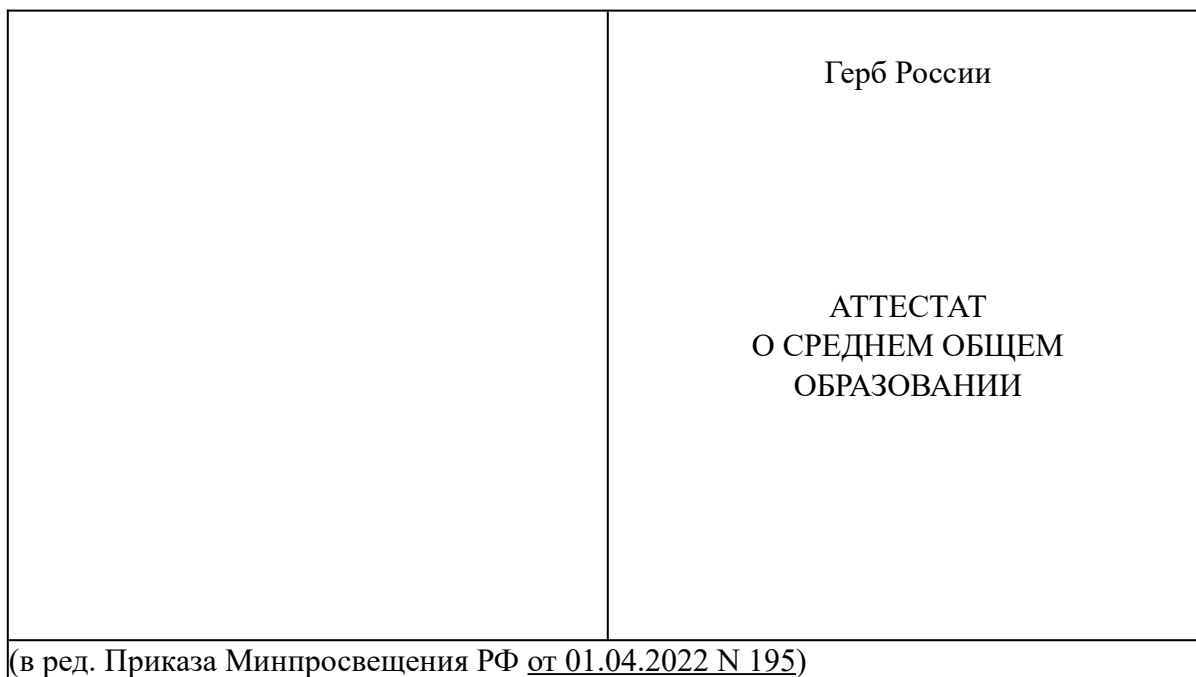 Герб России
АТТЕСТАТ
О СРЕДНЕМ ОБЩЕМ
ОБРАЗОВАНИИ
(в ред. Приказа Минпросвещения РФ от 01.04.2022 N 195)